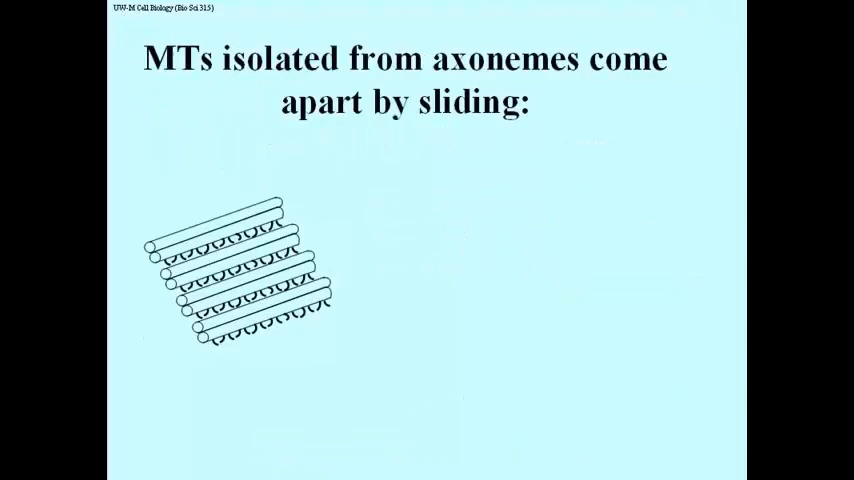 UW-M Cell Biology (Bio Sci 315)
MTs isolated from axonemes come
apart by sliding: